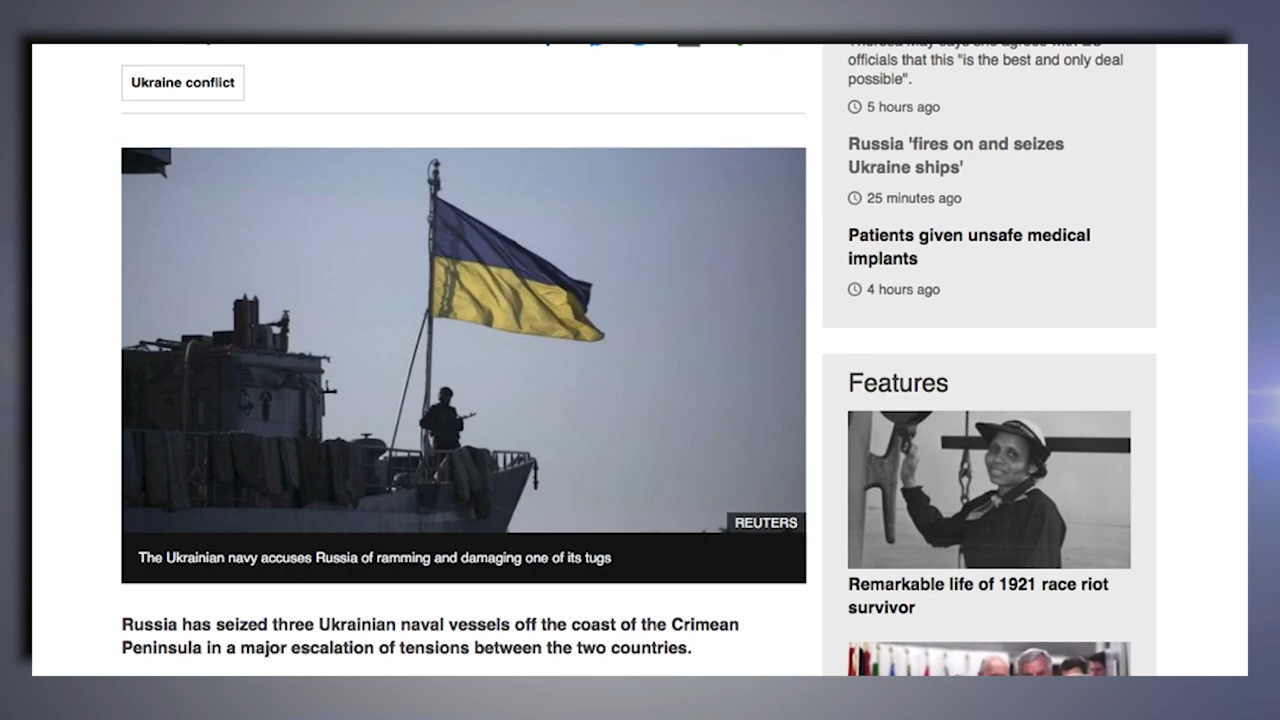 Ukraine conflict
REUTERS
The Ukrainian navy accuses Russia of ramming and damaging one of its tugs
Russia has seized three Ukrainian naval vessels off the coast of the Crimean
Peninsula in a major escalation of tensions between the two countries.
officials that this "is the best and only deal
possible".
5 hours ago
Russia 'fires on and seizes
Ukraine ships'
25 minutes ago
Patients given unsafe medical
implants
4 hours ago
Features
Remarkable life of 1921 race riot
survivor